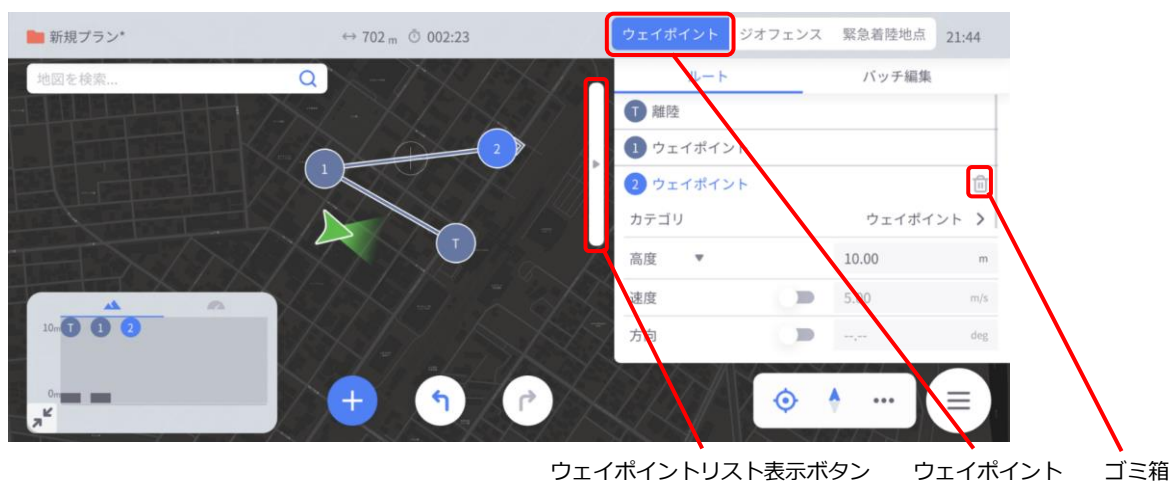 新規プラン*
↔ 702 m 002:23
ウェイポイント ジオフェンス 緊急着陸地点 21:44
地図を検索...
ルート バッチ編集
T 離陸
1 ウェイポイント
2 ウェイポイント
カテゴリ ウェイポイント >
高度 ▼ 10.00 m
速度 5.00 m/s
方向 --.-- deg
1
2
T
10m T 1 2
0m
ウェイポイントリスト表示ボタン ウェイポイント ゴミ箱